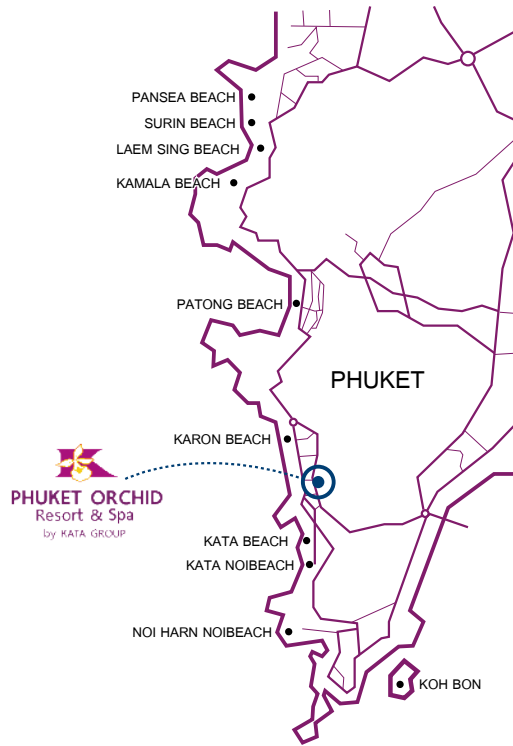 PANSEA BEACH
SURIN BEACH
LAEM SING BEACH
KAMALA BEACH
PATONG BEACH
PHUKET
KARON BEACH
K
PHUKET ORCHID
Resort & Spa
by KATA GROUP
KATA BEACH
KATA NOIBEACH
NOI HARN NOIBEACH
KOH BON